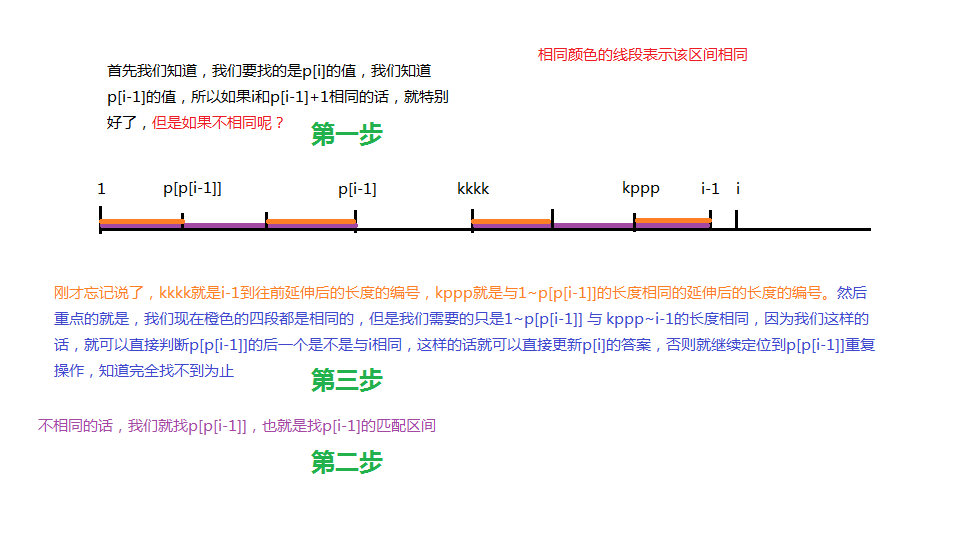 相同颜色的线段表示该区间相同
首先我们知道，我们要找的是p[i]的值，我们知道
p[i-1]的值，所以如果i和p[i-1]+1相同的话，就特别
好了，但是如果不相同呢？
第一步
1 p[p[i-1]] p[i-1] kkkk kppp i-1 i
刚才忘记说了，kkkk就是i-1到往前延伸后的长度的编号，kppp就是与1~p[p[i-1]]的长度相同的延伸后的长度的编号。然后
重点的就是，我们现在橙色的四段都是相同的，但是我们需要的只是1~p[p[i-1]] 与 kppp~i-1的长度相同，因为我们这样的
话，就可以直接判断p[p[i-1]]的后一个是不是与i相同，这样的话就可以直接更新p[i]的答案，否则就继续定位到p[p[i-1]]重复
操作，知道完全找不到为止
第三步
不相同的话，我们就找p[p[i-1]]，也就是找p[i-1]的匹配区间
第二步